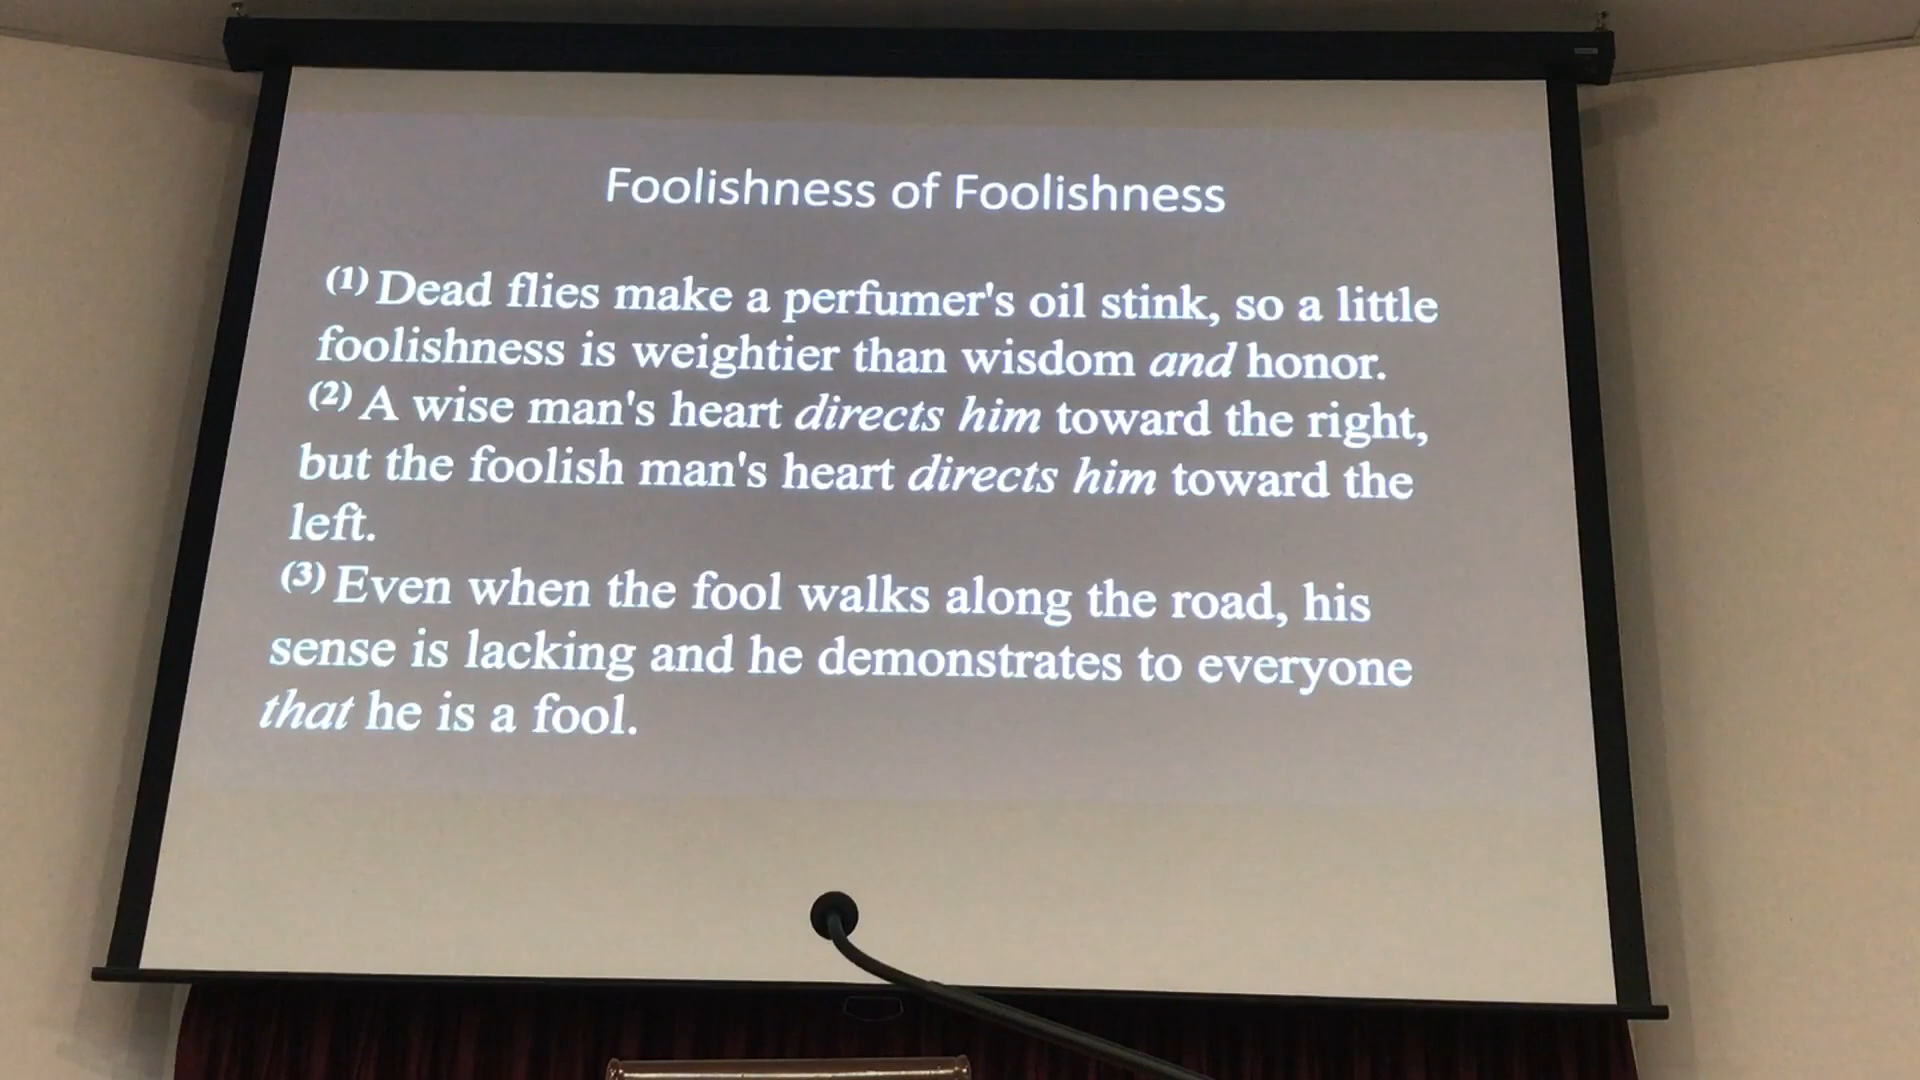 Foolishness of Foolishness
(1) Dead flies make a perfumer's oil stink, so a little
foolishness is weightier than wisdom and honor.
(2) A wise man's heart directs him toward the right,
but the foolish man's heart directs him toward the
left.
(3) Even when the fool walks along the road, his
sense is lacking and he demonstrates to everyone
that he is a fool.